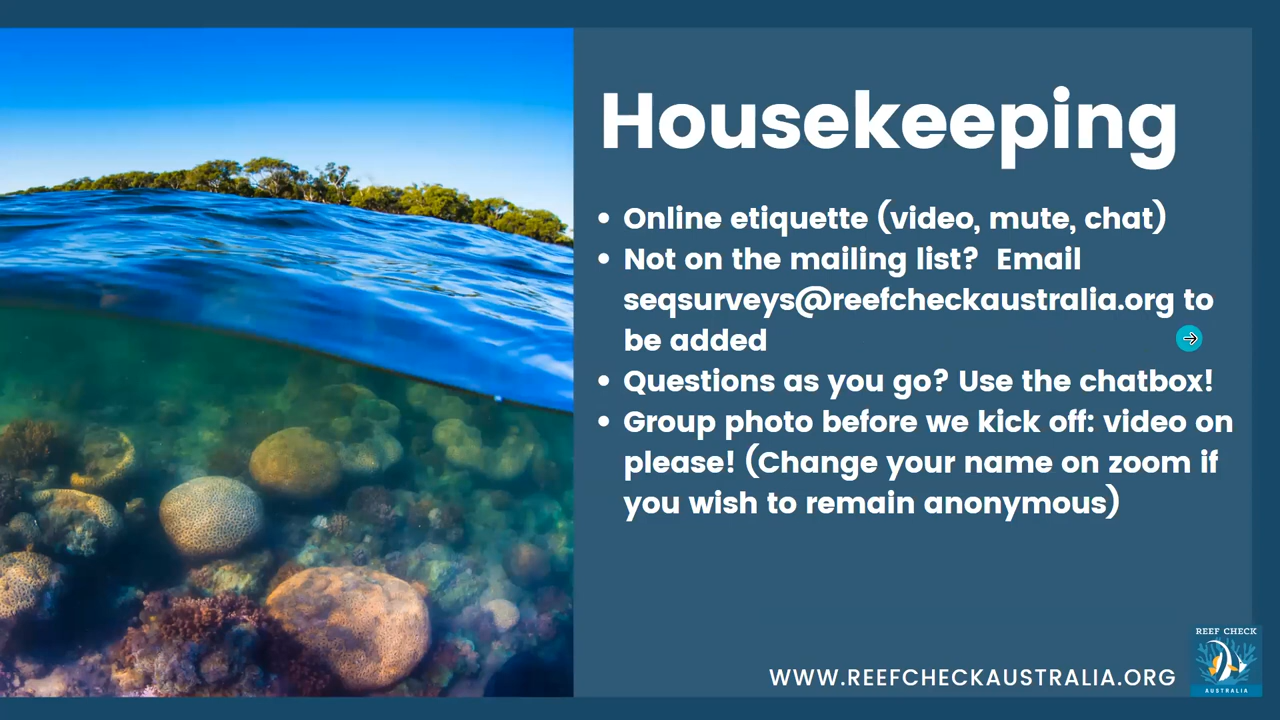 Housekeeping
• Online etiquette (video, mute, chat)
• Not on the mailing list?  Email
seqsurveys@reefcheckaustralia.org to
be added
• Questions as you go? Use the chatbox!
• Group photo before we kick off: video on
please! (Change your name on zoom if
you wish to remain anonymous)
WWW.REEFCHECKAUSTRALIA.ORG
REEF CHECK
AUSTRALIA